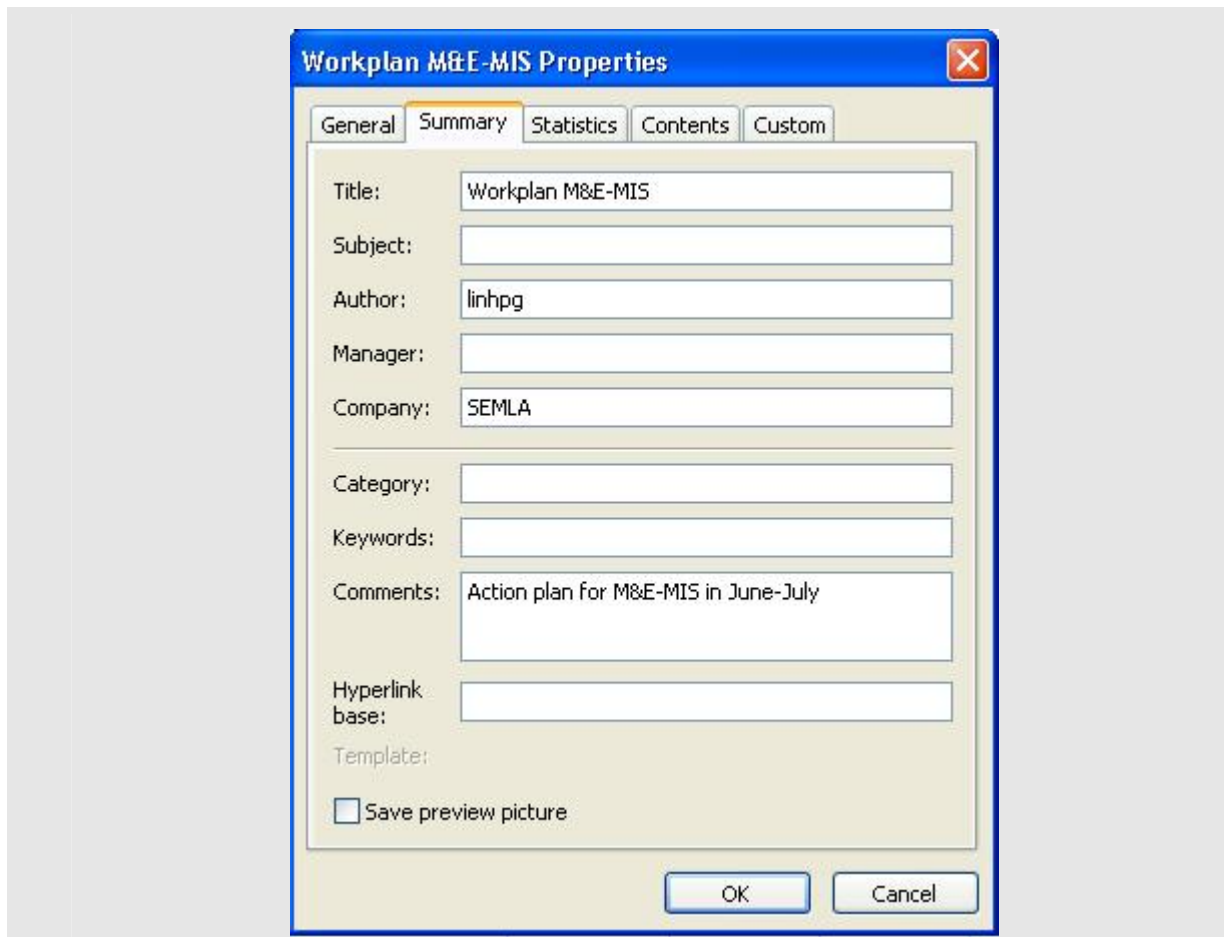 Workplan M&E-MIS Properties
General Summary Statistics Contents Custom
Title: Workplan M&E-MIS
Subject:
Author: linhpg
Manager:
Company: SEMLA
Category:
Keywords:
Comments: Action plan for M&E-MIS in June-July
Hyperlink
base:
Template:
Save preview picture
OK Cancel